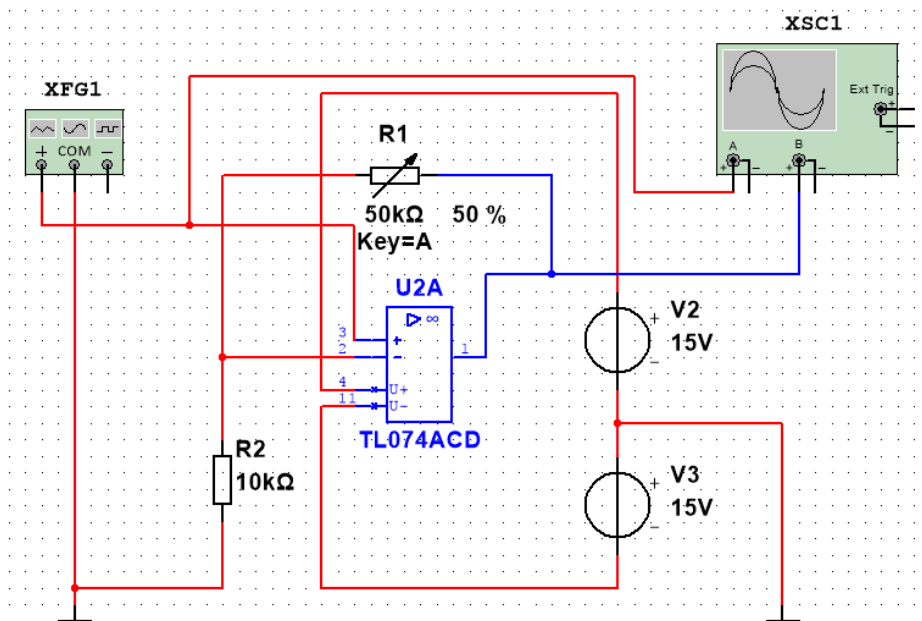 XSC1
XFG1
Ext Trig
+
−
+ COM −
A
B
+ −
+ −
R1
50kΩ 50 %
Key=A
U2A
▷ ∞
3 +
2 −
1
4 U+
11 U-
TL074ACD
V2
15V
+
−
R2
10kΩ
V3
15V
+
−